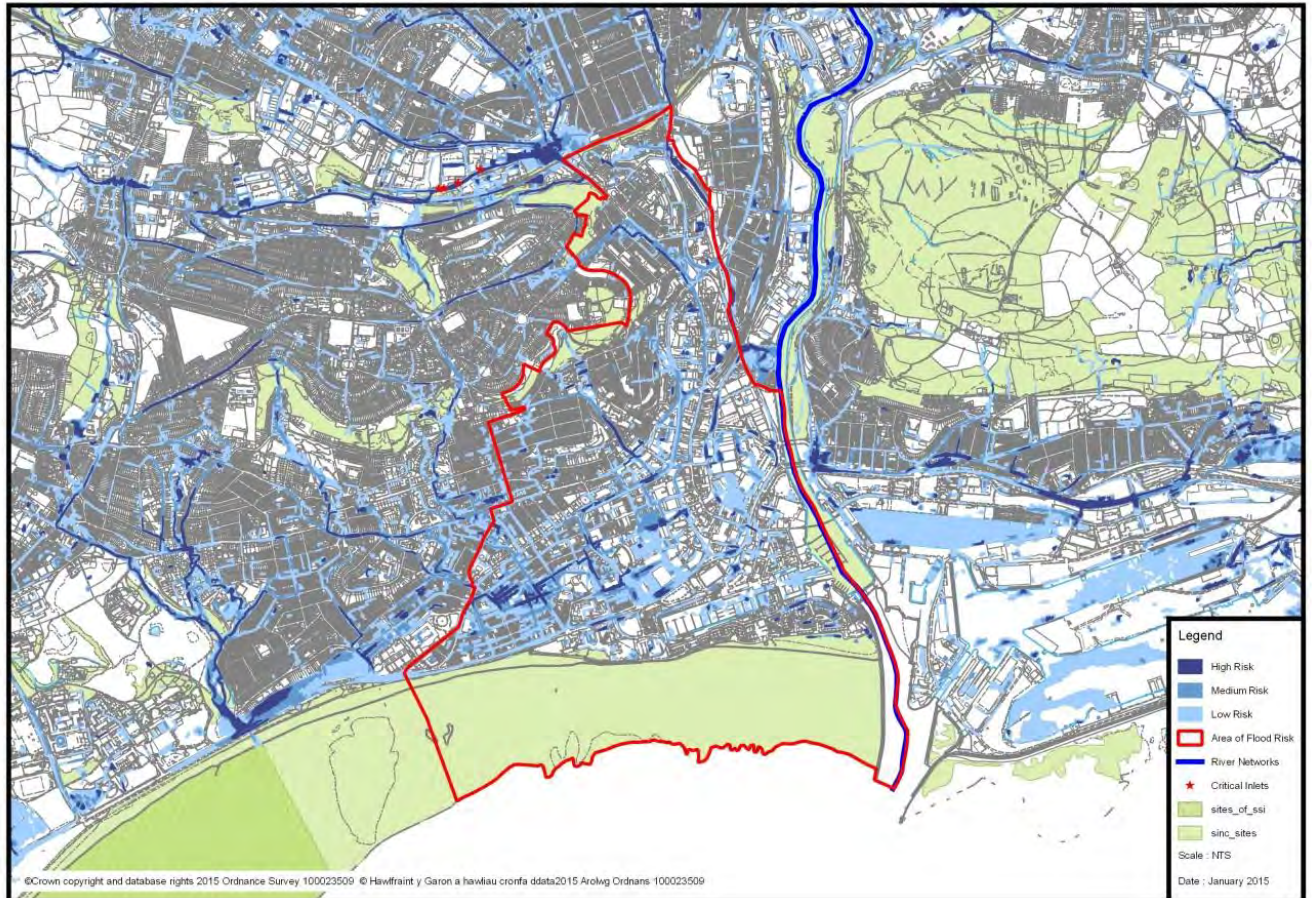 Legend
High Risk
Medium Risk
Low Risk
Area of Flood Risk
River Networks
Critical Inlets
sites_of_ssi
sinc_sites
Scale : NTS
Date : January 2015
©Crown copyright and database rights 2015 Ordnance Survey 100023509 © Hawlfraint y Garon a hawliau cronfa ddata2015 Arolwg Ordnans 100023509